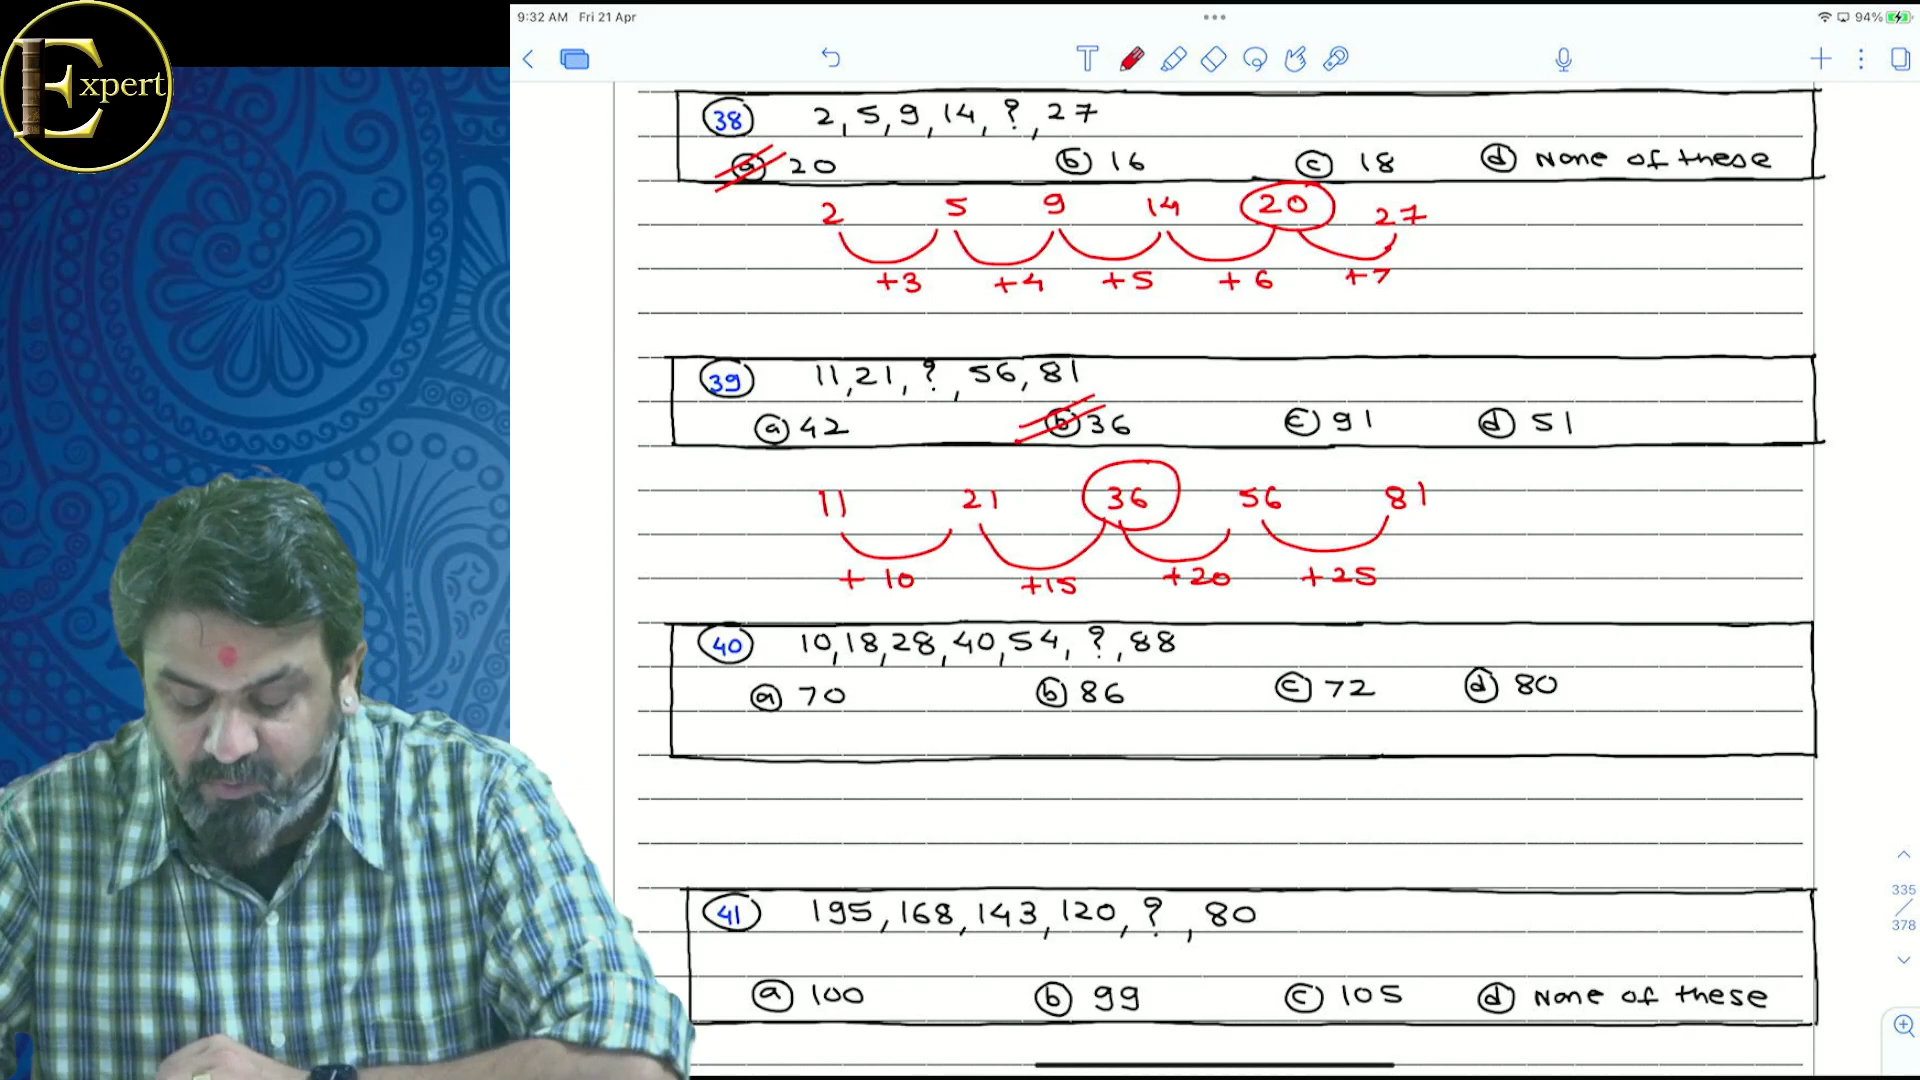 Expert
9:32 AM Fri 21 Apr
94%
38 2, 5, 9, 14, ?, 27
a 20 b 16 c 18 d None of these
2 5 9 14 20 27
+3 +4 +5 +6 +7
39 11, 21, ?, 56, 81
a 42 b 36 c 91 d 51
11 21 36 56 81
+10 +15 +20 +25
40 10, 18, 28, 40, 54, ?, 88
a 70 b 86 c 72 d 80
41 195, 168, 143, 120, ?, 80
a 100 b 99 c 105 d None of these
335
378